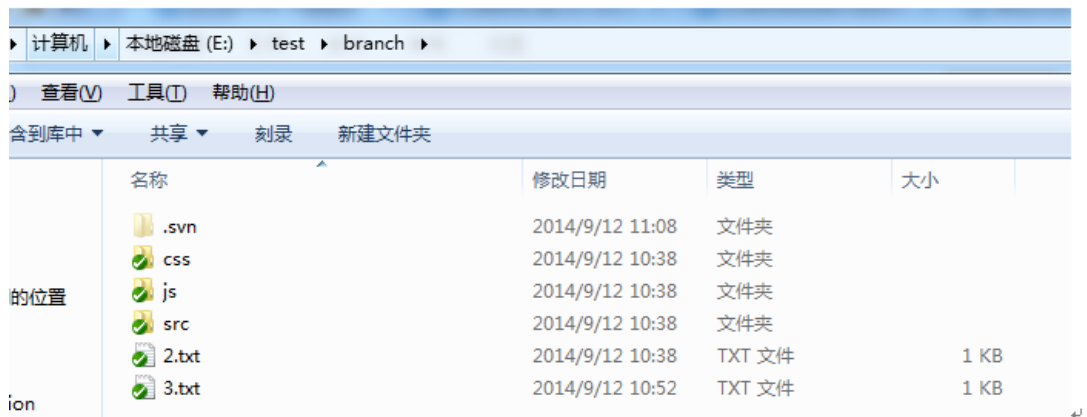 计算机 本地磁盘 (E:) test branch
) 查看(V) 工具(T) 帮助(H)
含到库中 共享 刻录 新建文件夹
名称 修改日期 类型 大小
.svn 2014/9/12 11:08 文件夹
css 2014/9/12 10:38 文件夹
js 2014/9/12 10:38 文件夹
的位置
src 2014/9/12 10:38 文件夹
2.txt 2014/9/12 10:38 TXT 文件 1 KB
3.txt 2014/9/12 10:52 TXT 文件 1 KB
ion